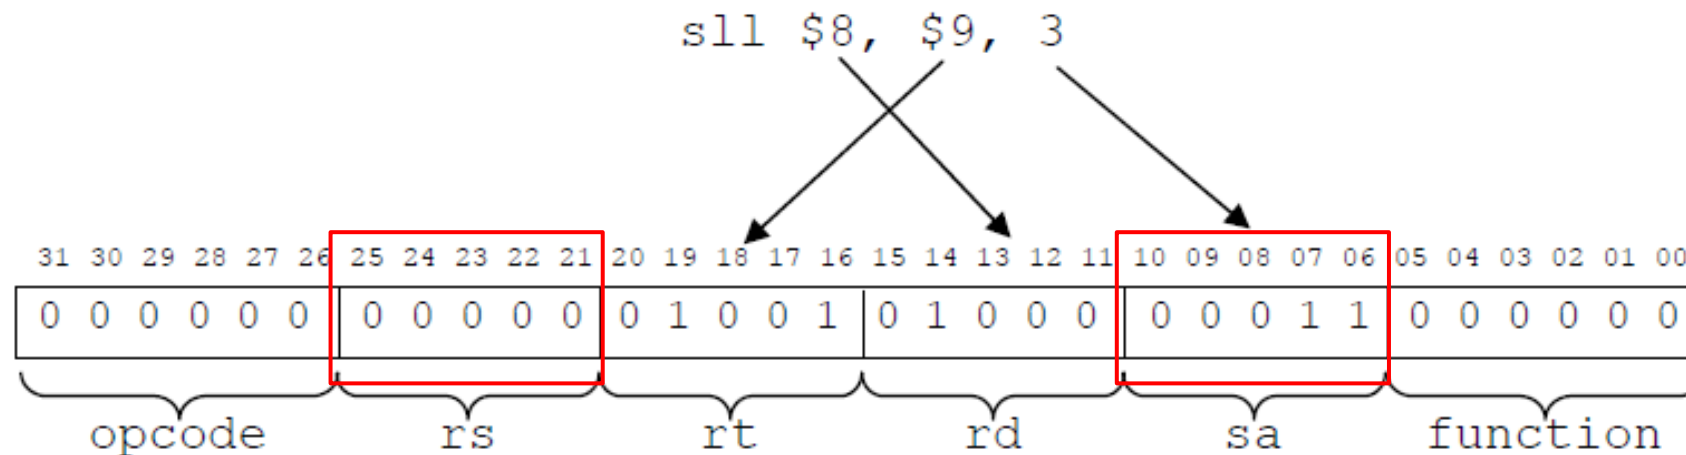 sll $8, $9, 3
31 30 29 28 27 26 25 24 23 22 21 20 19 18 17 16 15 14 13 12 11 10 09 08 07 06 05 04 03 02 01 00
0 0 0 0 0 0 0 0 0 0 0 0 1 0 0 1 0 1 0 0 0 0 0 0 1 1 0 0 0 0 0 0
opcode rs rt rd sa function